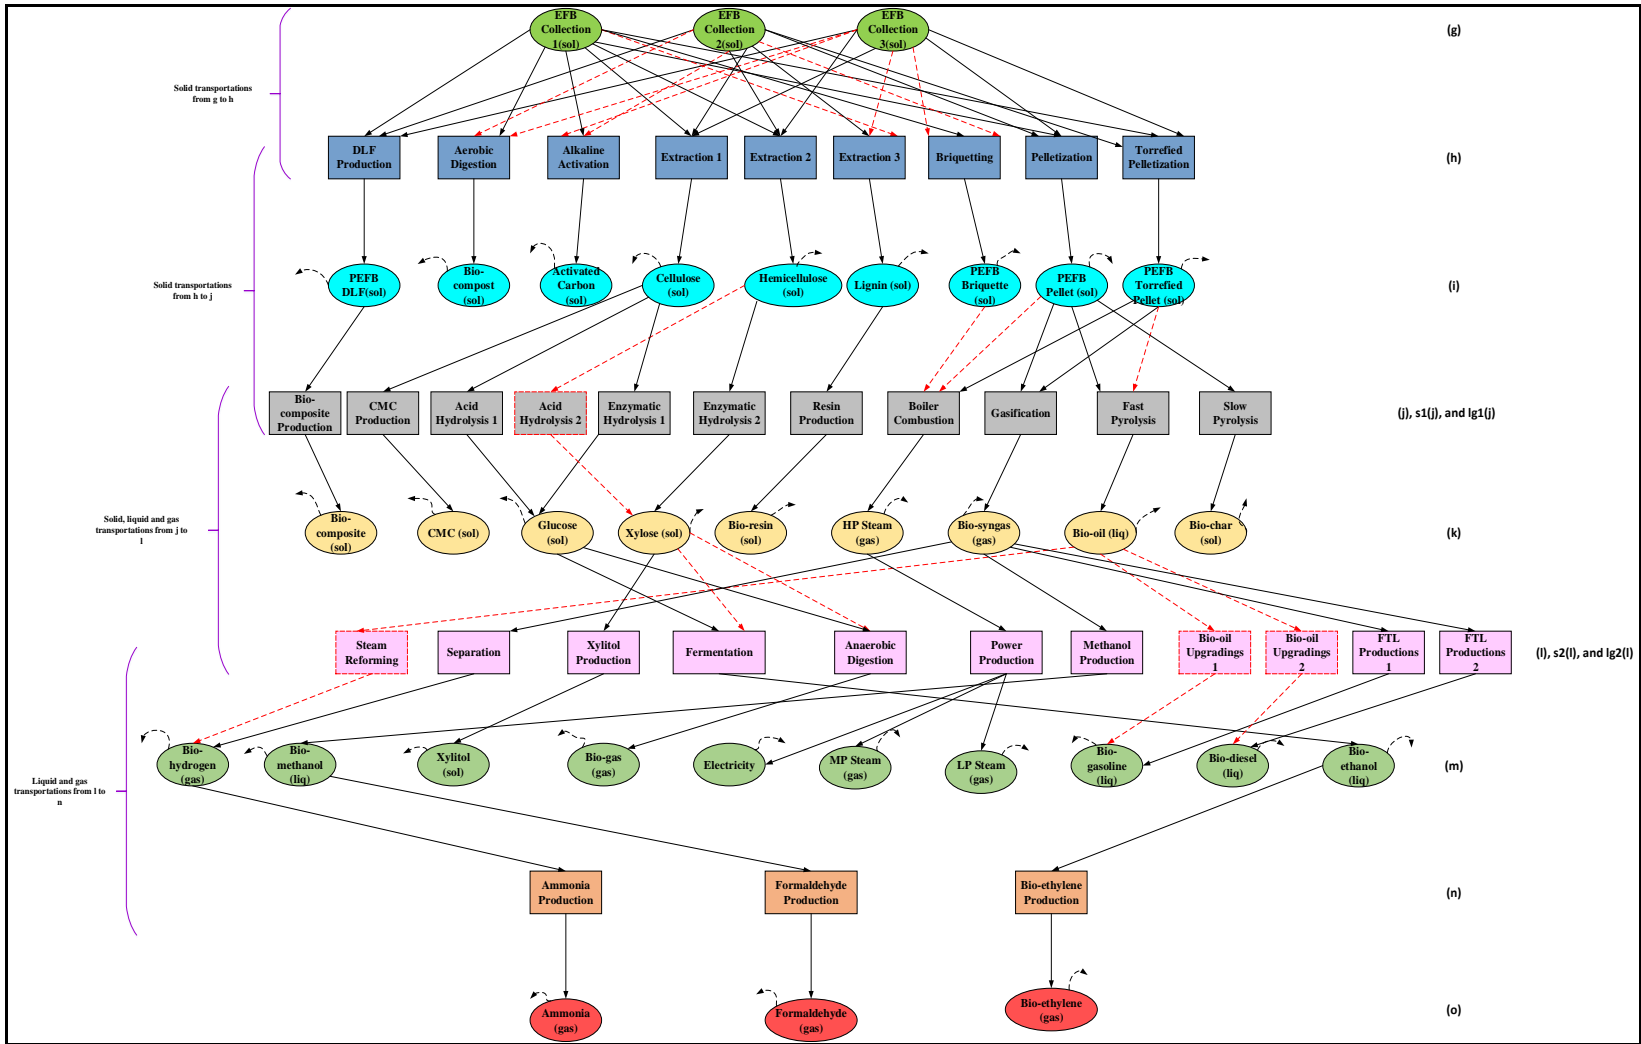 EFB
Collection
1(sol)
EFB
Collection
2(sol)
EFB
Collection
3(sol)
(g)
Solid transportations
from g to h
DLF
Production
Aerobic
Digestion
Alkaline
Activation
Extraction 1
Extraction 2
Extraction 3
Briquetting
Pelletization
Torrefied
Pelletization
(h)
Solid transportations
from h to j
PEFB
DLF(sol)
Bio-
compost
(sol)
Activated
Carbon
(sol)
Cellulose
(sol)
Hemicellulose
(sol)
Lignin (sol)
PEFB
Briquette
(sol)
PEFB
Pellet (sol)
PEFB
Torrefied
Pellet (sol)
(i)
Bio-
composite
Production
CMC
Production
Acid
Hydrolysis 1
Acid
Hydrolysis 2
Enzymatic
Hydrolysis 1
Enzymatic
Hydrolysis 2
Resin
Production
Boiler
Combustion
Gasification
Fast
Pyrolysis
Slow
Pyrolysis
(j), s1(j), and lg1(j)
Solid, liquid and gas
transportations from j to
l
Bio-
composite
(sol)
CMC (sol)
Glucose
(sol)
Xylose (sol)
Bio-resin
(sol)
HP Steam
(gas)
Bio-syngas
(gas)
Bio-oil (liq)
Bio-char
(sol)
(k)
Steam
Reforming
Separation
Xylitol
Production
Fermentation
Anaerobic
Digestion
Power
Production
Methanol
Production
Bio-oil
Upgradings
1
Bio-oil
Upgradings
2
FTL
Productions
1
FTL
Productions
2
(l), s2(l), and lg2(l)
Liquid and gas
transportations from l to
n
Bio-
hydrogen
(gas)
Bio-
methanol
(liq)
Xylitol
(sol)
Bio-gas
(gas)
Electricity
MP Steam
(gas)
LP Steam
(gas)
Bio-
gasoline
(liq)
Bio-diesel
(liq)
Bio-
ethanol
(liq)
(m)
Ammonia
Production
Formaldehyde
Production
Bio-ethylene
Production
(n)
Ammonia
(gas)
Formaldehyde
(gas)
Bio-ethylene
(gas)
(o)